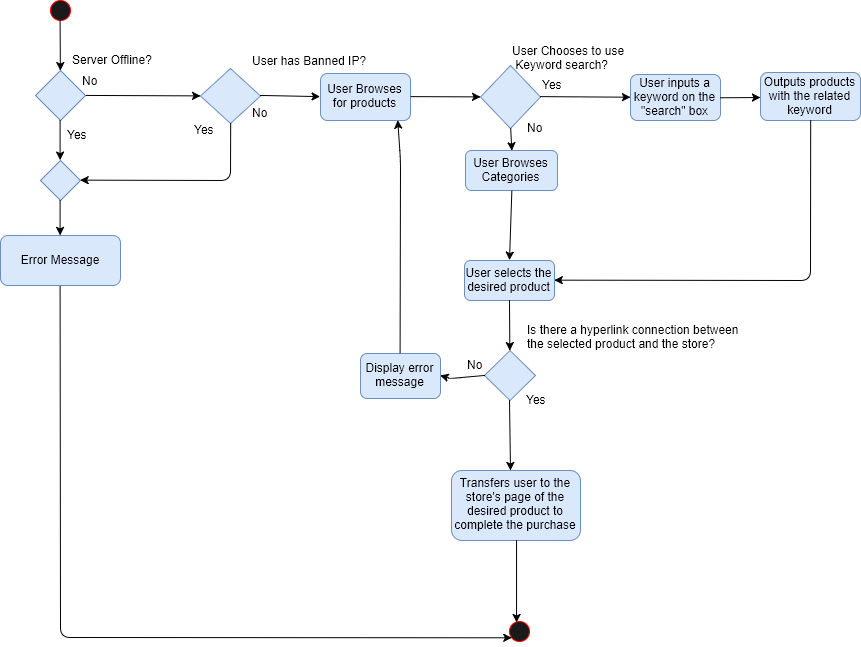 Server Offline?
No
Yes
User has Banned IP?
Yes
No
User Browses
for products
User Chooses to use
Keyword search?
Yes
No
User inputs a
keyword on the
"search" box
Outputs products
with the related
keyword
User Browses
Categories
Error Message
User selects the
desired product
Is there a hyperlink connection between
the selected product and the store?
No
Yes
Display error
message
Transfers user to the
store's page of the
desired product to
complete the purchase